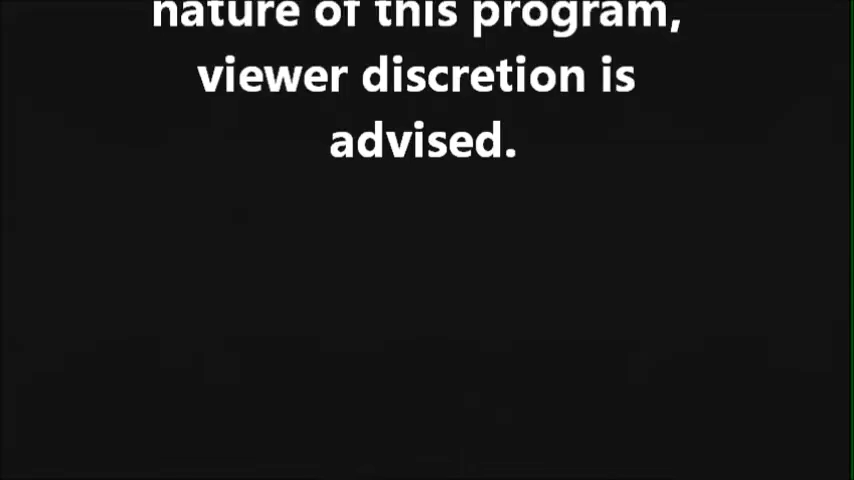 nature of this program,
viewer discretion is
advised.